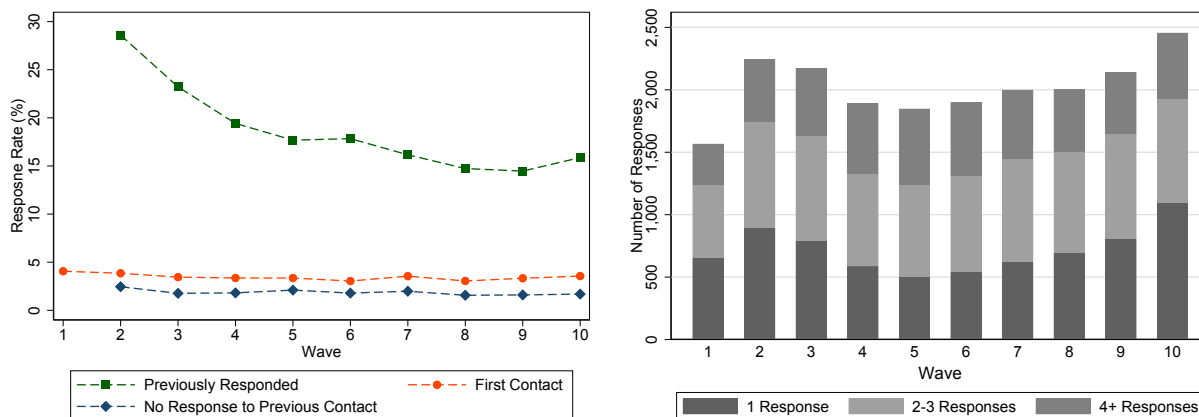 Resposne Rate (%)
30
25
20
15
10
5
0
1 2 3 4 5 6 7 8 9 10
Wave
Previously Responded
First Contact
No Response to Previous Contact
Number of Responses
2,500
2,000
1,500
1,000
500
0
1 2 3 4 5 6 7 8 9 10
Wave
1 Response
2-3 Responses
4+ Responses